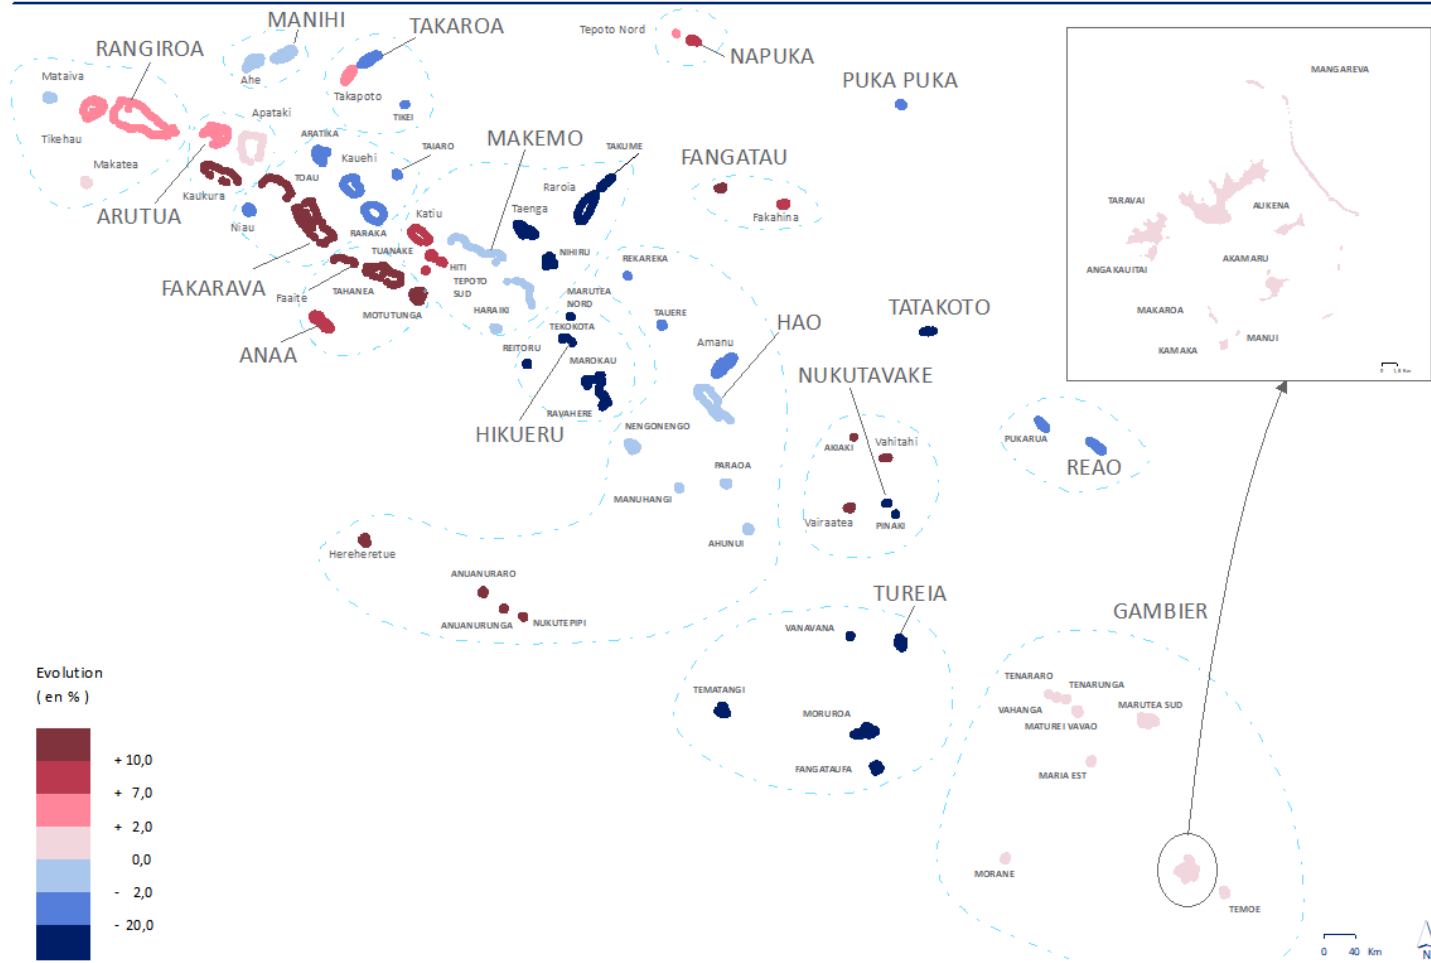 MANIHI
TAKAROA
Tepoto Nord
NAPUKA
RANGIROA
Mataiva
Ahe
Takapoto
TIKEI
PUKA PUKA
MANGAREVA
Tikehau
Apataki
ARATIKA
Kauehi
TAIARO
MAKEMO
TAKUME
FANGATAU
Makatea
TOAU
Raroia
Kaukura
ARUTUA
Niau
RARAKA
Katiu
Taenga
Fakahina
TARAVAI
AUKENA
TUANAKE
HITI
NIHIRU
REKAREKA
AKAMARU
ANGAKAUITAI
FAKARAVA
Faaite
TAHANEA
TEPOTO
SUD
MARUTEA
NORD
MOTUTUNGA
HARAIKI
TAUERE
HAO
TATAKOTO
MAKAROA
MANUI
KAMAKA
TEKOKOTA
ANAA
REITORU
MAROKAU
Amanu
NUKUTAVAKE
0 1,8 Km
RAVAHERE
HIKUERU
NENGONENGO
AKIAKI
Vahitahi
PUKARUA
REAO
PARAOA
MANUHANGI
Vairaatea
PINAKI
AHUNUI
Hereheretue
ANUANURARO
ANUANURUNGA
NUKUTEPIPI
TUREIA
GAMBIER
VANAVANA
TEMATANGI
MORUROA
FANGATAUFA
TENARARO
TENARUNGA
VAHANGA
MATUREI VAVAO
MARUTEA SUD
MARIA EST
MORANE
TEMOE
Evolution
( en % )
+ 10,0
+ 7,0
+ 2,0
0,0
- 2,0
- 20,0
0 40 Km
N